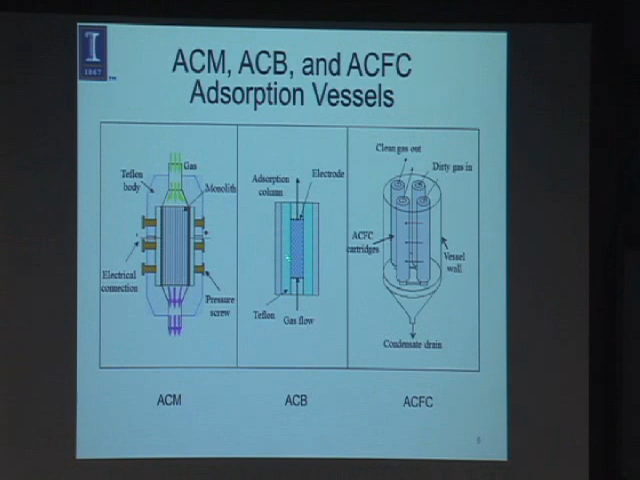 I
1867
ACM, ACB, and ACFC
Adsorption Vessels
Gas
Teflon
body
Monolith
Electrical
connection
Pressure
screw
Adsorption
column
Electrode
Teflon
Gas flow
Clean gas out
Dirty gas in
ACFC
cartridges
Vessel
wall
Condensate drain
ACM
ACB
ACFC